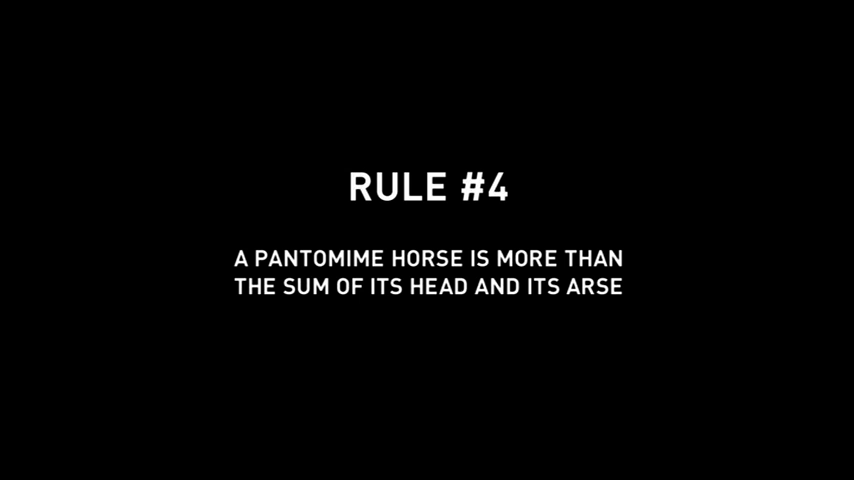 RULE #4
A PANTOMIME HORSE IS MORE THAN
THE SUM OF ITS HEAD AND ITS ARSE